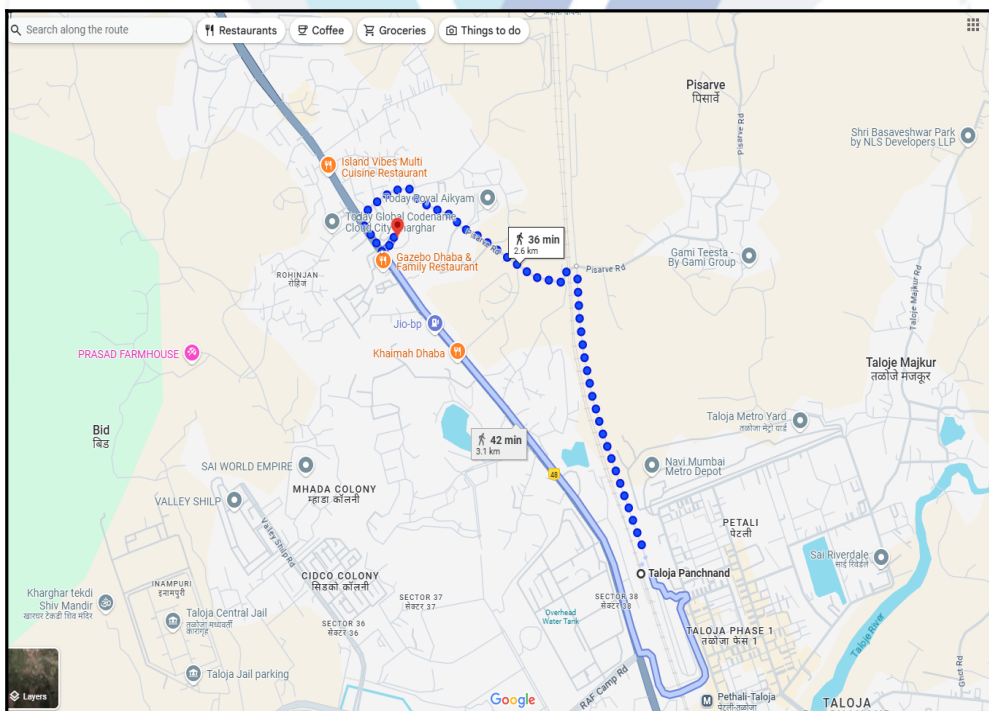 Search along the route
Restaurants
Coffee
Groceries
Things to do
Pisarve
पिसार्वे
Shri Basaveshwar Park
by NLS Developers LLP
Pisarve Rd
Island Vibes Multi
Cuisine Restaurant
Today Royal Aikyam
Today Global Codename
Cloud City Kharghar
Pisarve Rd
36 min
2.6 km
Gami Teesta -
By Gami Group
Pisarve Rd
Gazebo Dhaba &
Family Restaurant
ROHINJAN
रोहिंज
Taloje Majkur Rd
Jio-bp
PRASAD FARMHOUSE
Khaimah Dhaba
Taloje Majkur
तळोजे मजकूर
Taloja Metro Yard
तळोजा मेट्रो यार्ड
Bid
बिड
42 min
3.1 km
48
SAI WORLD EMPIRE
Navi Mumbai
Metro Depot
MHADA COLONY
म्हाडा कॉलनी
VALLEY SHILP
PETALI
पेटली
Valley Shilp Rd
Sai Riverdale
साई रिवेर्डले
Taloja Panchnand
CIDCO COLONY
सिडको कॉलनी
INAMPURI
इनामपुरी
Kharghar tekdi
Shiv Mandir
खारघर टेकडी शिव मंदिर
SECTOR 37
सेक्टर 37
SECTOR 38
सेक्टर 38
Taloja Central Jail
तळोजा मध्यवर्ती
कारागृह
SECTOR 36
सेक्टर 36
Overhead
Water Tank
TALOJA PHASE 1
तळोजा फेस 1
Taloja River
Taloja Jail parking
RAF Camp Rd
Ghot Rd
Layers
Google
Pethali-Taloja
पेटली-तळोजा
TALOJA